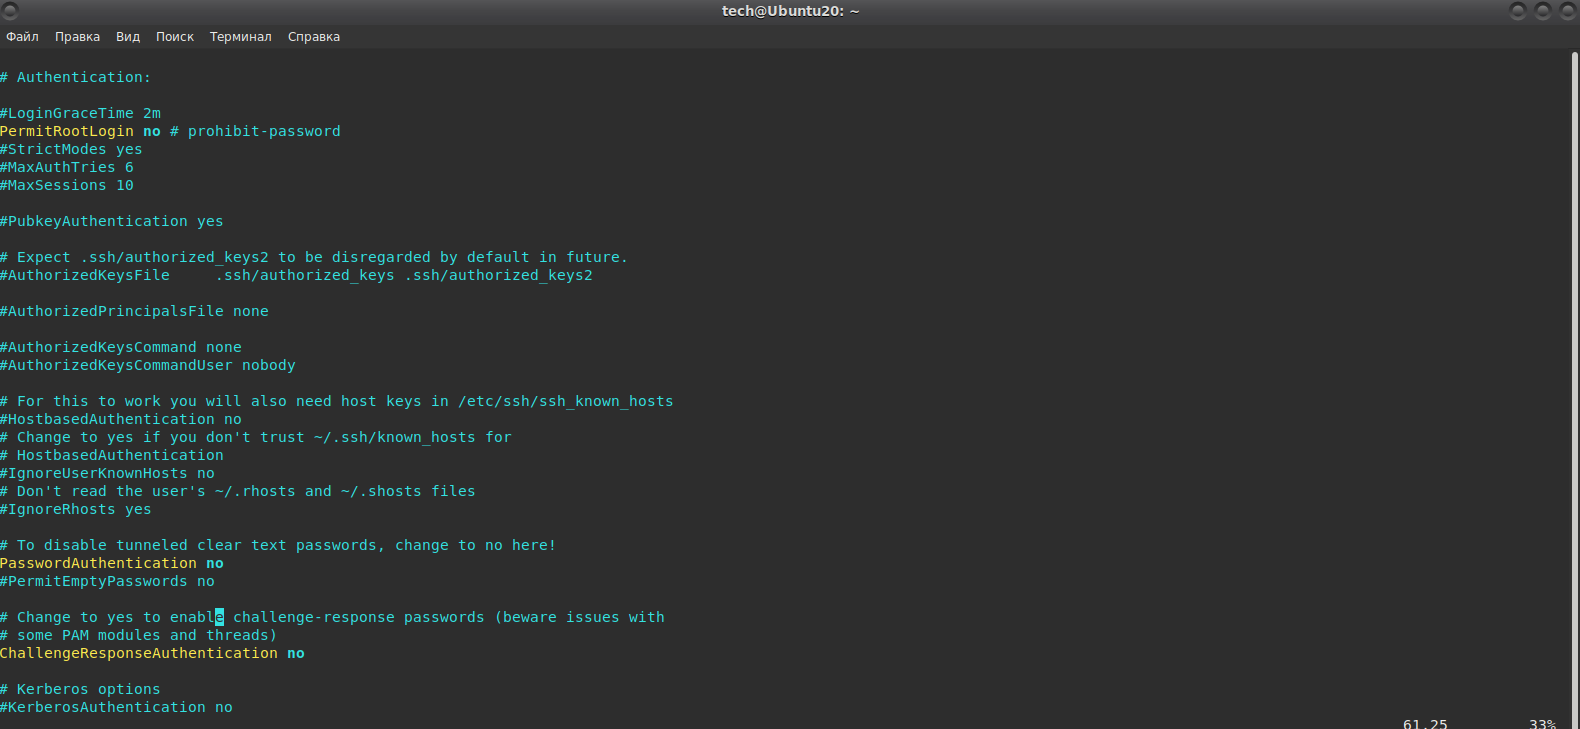 tech@Ubuntu20: ~
Файл Правка Вид Поиск Терминал Справка
# Authentication:
#LoginGraceTime 2m
PermitRootLogin no # prohibit-password
#StrictModes yes
#MaxAuthTries 6
#MaxSessions 10
#PubkeyAuthentication yes
# Expect .ssh/authorized_keys2 to be disregarded by default in future.
#AuthorizedKeysFile     .ssh/authorized_keys .ssh/authorized_keys2
#AuthorizedPrincipalsFile none
#AuthorizedKeysCommand none
#AuthorizedKeysCommandUser nobody
# For this to work you will also need host keys in /etc/ssh/ssh_known_hosts
#HostbasedAuthentication no
# Change to yes if you don't trust ~/.ssh/known_hosts for
# HostbasedAuthentication
#IgnoreUserKnownHosts no
# Don't read the user's ~/.rhosts and ~/.shosts files
#IgnoreRhosts yes
# To disable tunneled clear text passwords, change to no here!
PasswordAuthentication no
#PermitEmptyPasswords no
# Change to yes to enable challenge-response passwords (beware issues with
# some PAM modules and threads)
ChallengeResponseAuthentication no
# Kerberos options
#KerberosAuthentication no
61,25 33%